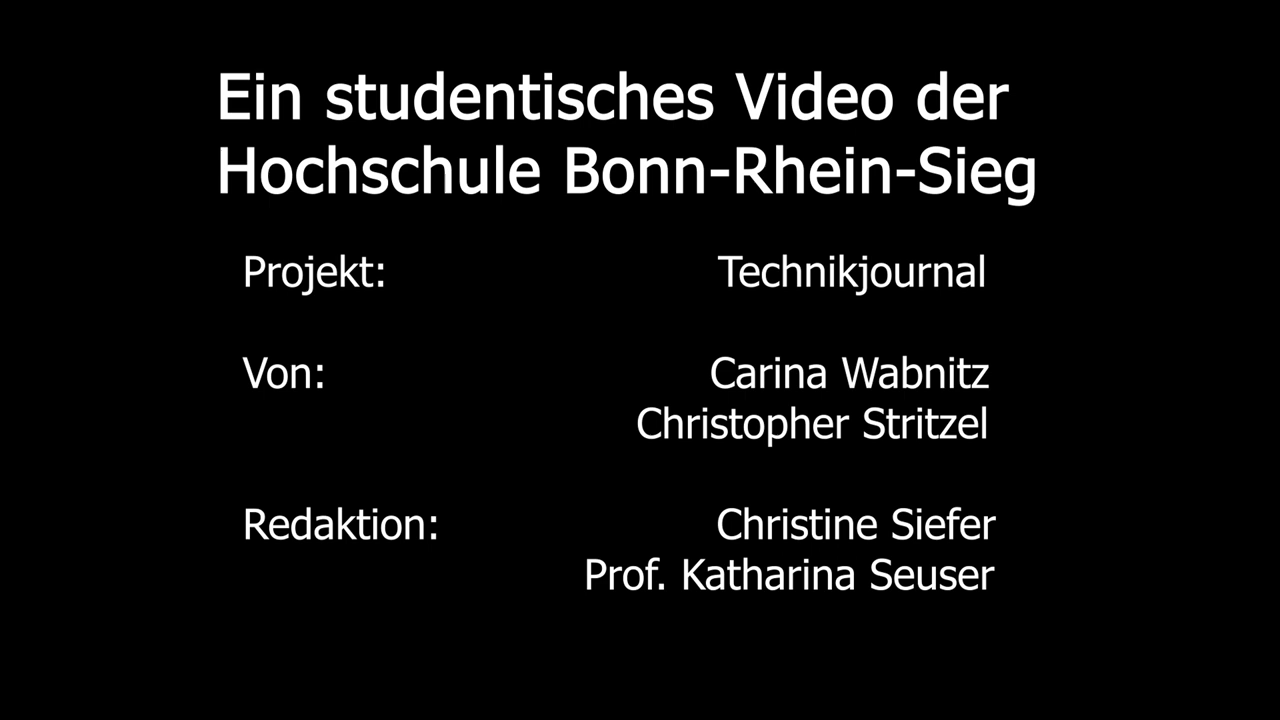 Ein studentisches Video der
Hochschule Bonn-Rhein-Sieg
Projekt: Technikjournal
Von: Carina Wabnitz
Christopher Stritzel
Redaktion: Christine Siefer
Prof. Katharina Seuser